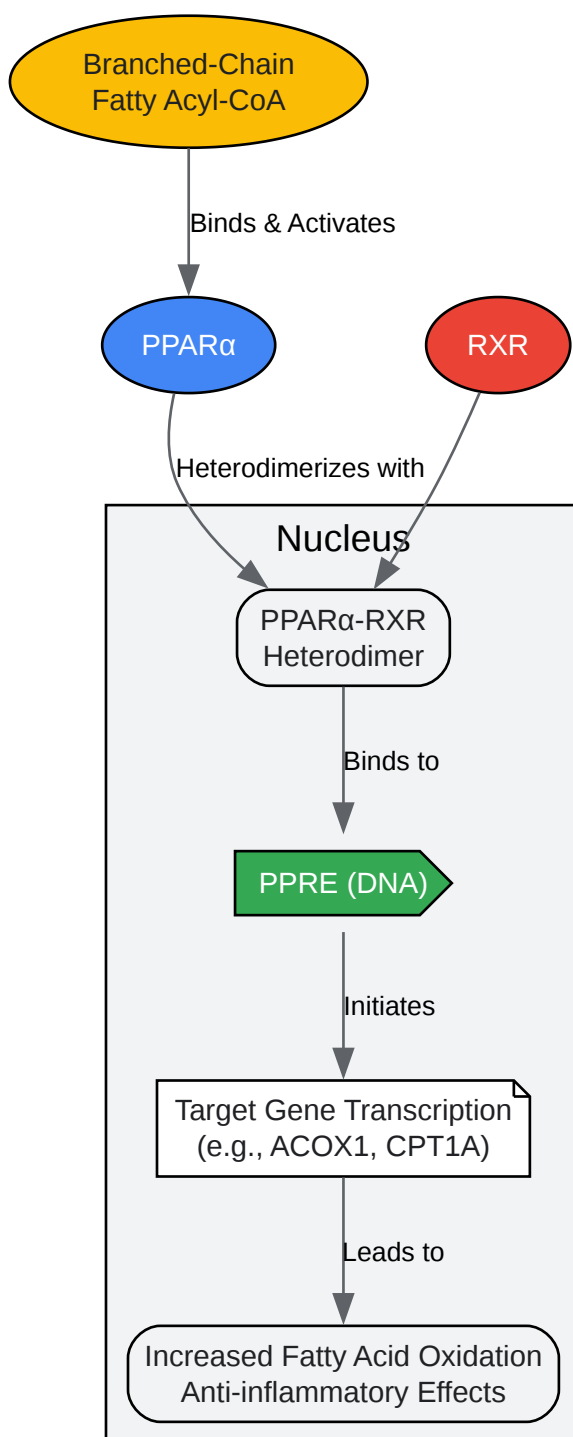 Branched-Chain
Fatty Acyl-CoA
Binds & Activates
PPARα
RXR
Heterodimerizes with
Nucleus
PPARα-RXR
Heterodimer
Binds to
PPRE (DNA)
Initiates
Target Gene Transcription
(e.g., ACOX1, CPT1A)
Leads to
Increased Fatty Acid Oxidation
Anti-inflammatory Effects